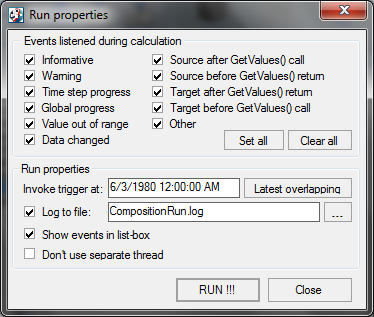 Run properties
Events listened during calculation
Informative
Source after GetValues() call
Warning
Source before GetValues() return
Time step progress
Target after GetValues() return
Global progress
Target before GetValues() call
Value out of range
Other
Data changed
Set all
Clear all
Run properties
Invoke trigger at:
6/3/1980 12:00:00 AM
Latest overlapping
Log to file:
CompositionRun.log
...
Show events in list-box
Don't use separate thread
RUN !!!
Close